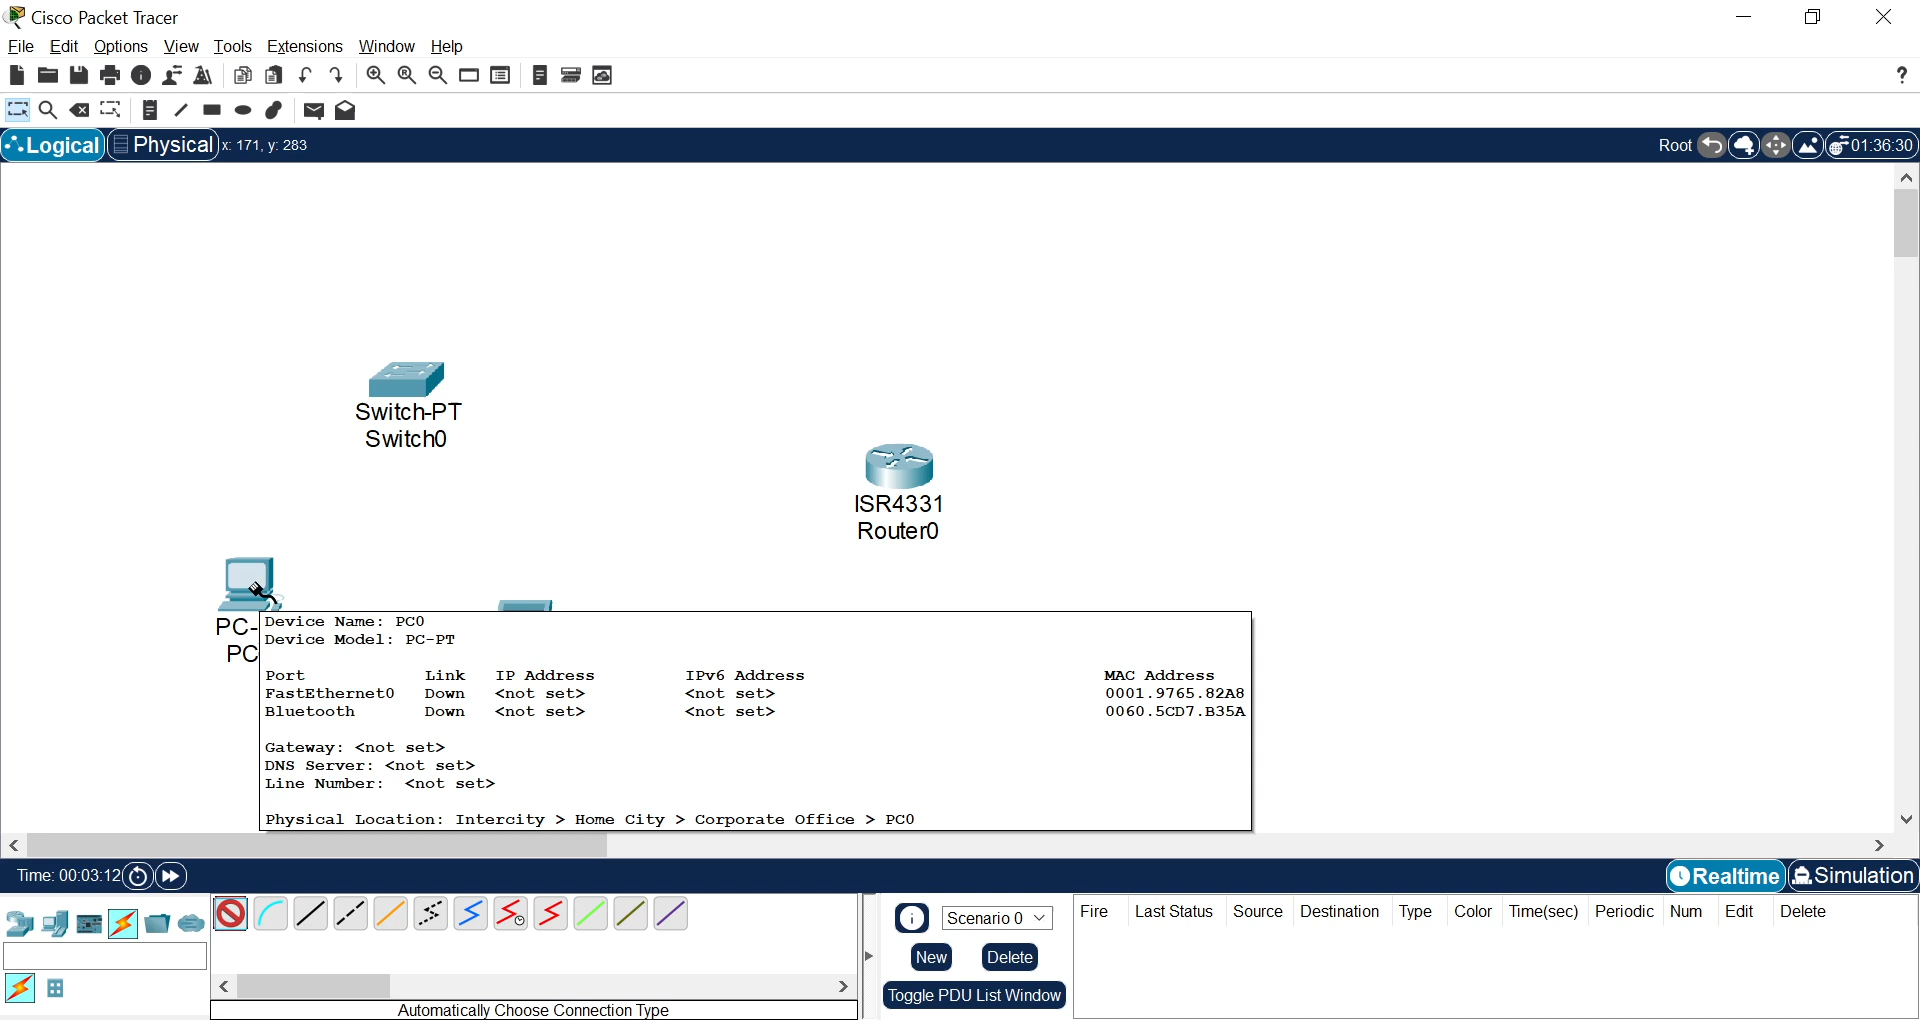 Cisco Packet Tracer
File Edit Options View Tools Extensions Window Help
?
Logical Physical x: 171, y: 283 Root 01:36:30
Switch-PT
Switch0
ISR4331
Router0
PC-
PC
Device Name: PC0
Device Model: PC-PT
Port Link IP Address IPv6 Address MAC Address
FastEthernet0 Down <not set> <not set> 0001.9765.82A8
Bluetooth Down <not set> <not set> 0060.5CD7.B35A
Gateway: <not set>
DNS Server: <not set>
Line Number: <not set>
Physical Location: Intercity > Home City > Corporate Office > PC0
Time: 00:03:12 Realtime Simulation
Scenario 0 Fire Last Status Source Destination Type Color Time(sec) Periodic Num Edit Delete
New Delete
Toggle PDU List Window
Automatically Choose Connection Type